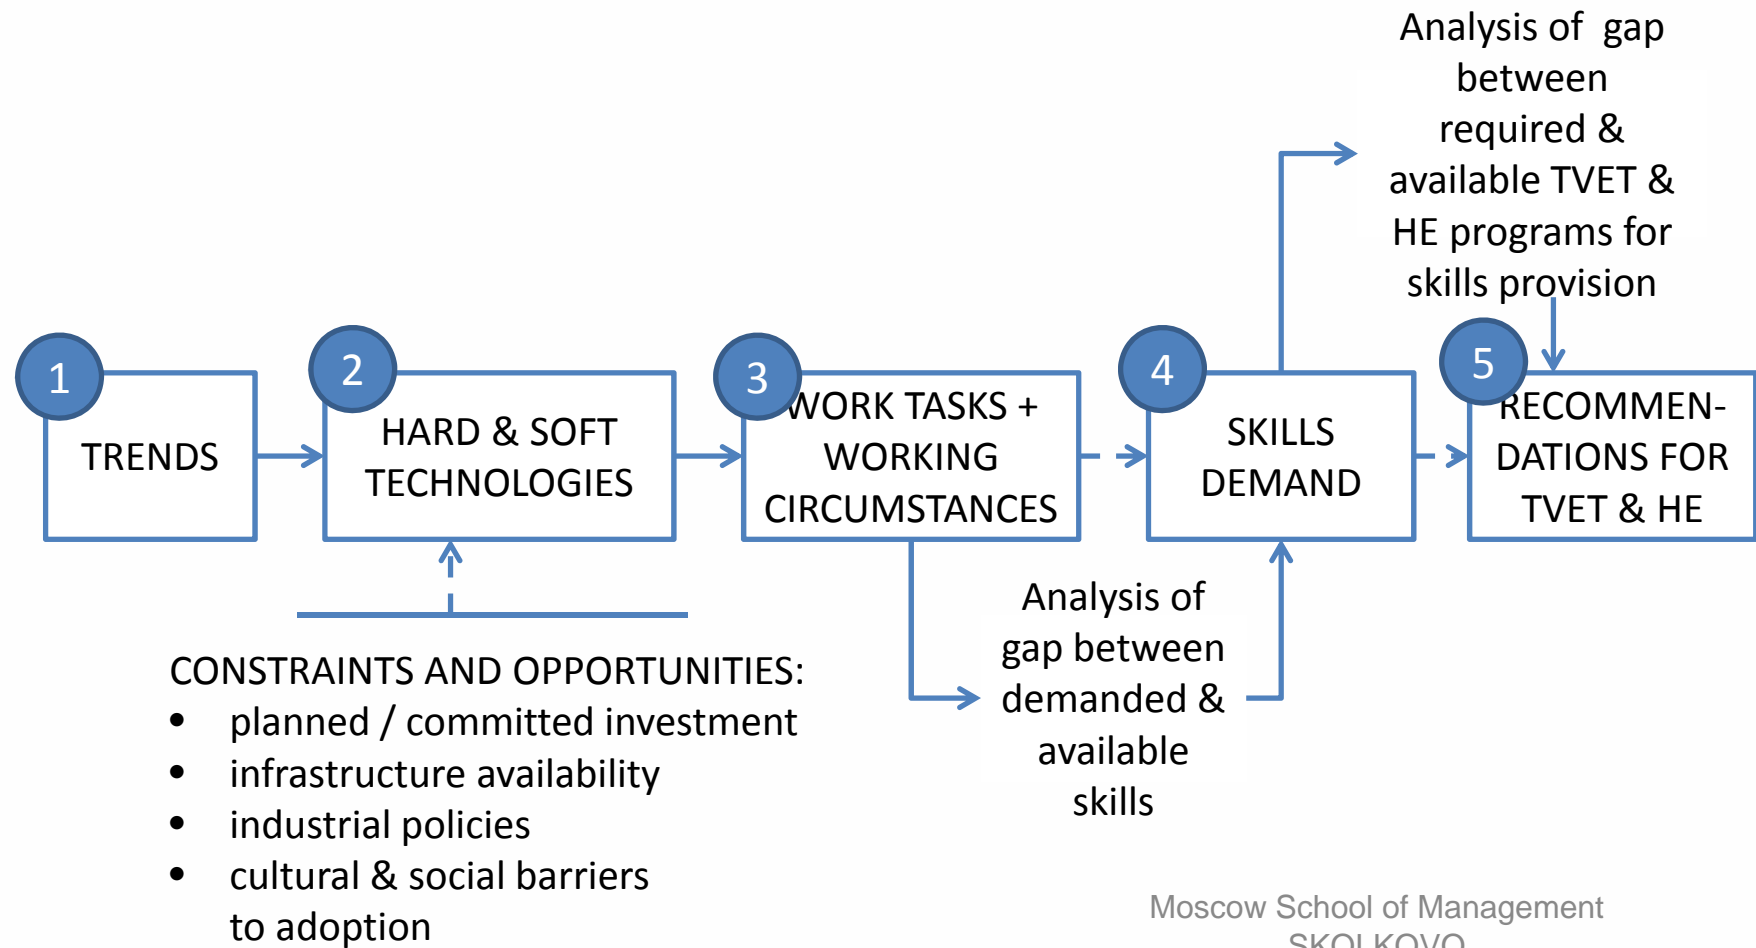 Analysis of gap
between
required &
available TVET &
HE programs for
skills provision
1
TRENDS
2
HARD & SOFT
TECHNOLOGIES
3
WORK TASKS +
WORKING
CIRCUMSTANCES
4
SKILLS
DEMAND
5
RECOMMEN-
DATIONS FOR
TVET & HE
Analysis of
gap between
demanded &
available
skills
CONSTRAINTS AND OPPORTUNITIES:
• planned / committed investment
• infrastructure availability
• industrial policies
• cultural & social barriers
to adoption
Moscow School of Management
SKOLKOVO